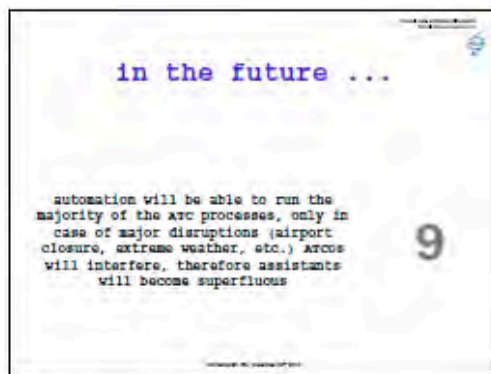 in the future ...
automation will be able to run the
majority of the ATC processes, only in
case of major disruptions (airport
closure, extreme weather, etc.) ATCOs
will interfere, therefore assistants
will become superfluous
9